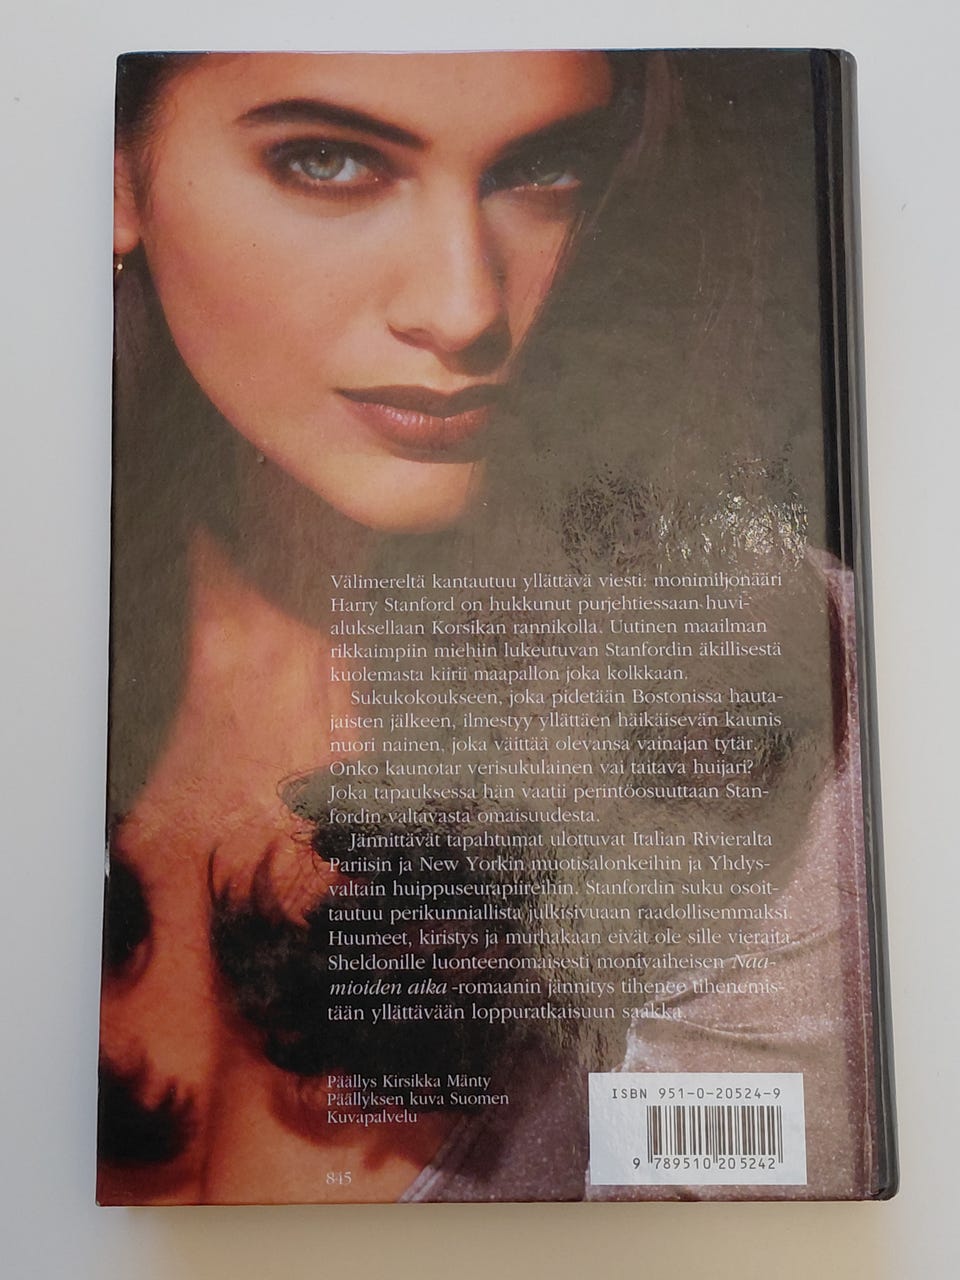 Välimereltä kantautuu yllättävä viesti: monimiljonääri
Harry Stanford on hukkunut purjehtiessaan huvi-
aluksellaan Korsikan rannikolla. Uutinen maailman
rikkaimpiin miehiin lukeutuvan Stanfordin äkillisestä
kuolemasta kiirii maapallon joka kolkkaan.
Sukukokoukseen, joka pidetään Bostonissa hauta-
jaisten jälkeen, ilmestyy yllättäen häikäisevän kaunis
nuori nainen, joka väittää olevansa vainajan tytär.
Onko kaunotar verisukulainen vai taitava huijari?
Joka tapauksessa hän vaatii perintöosuuttaan Stan-
fordin valtavasta omaisuudesta.
Jännittävät tapahtumat ulottuvat Italian Rivieralta
Pariisin ja New Yorkin muotisalonkeihin ja Yhdys-
valtain huippuseurapiireihin. Stanfordin suku osoit-
tautuu perikunniallista julkisivuaan raadollisemmaksi.
Huumeet, kiristys ja murhakaan eivät ole sille vieraita.
Sheldonille luonteenomaisesti monivaiheisen Naa-
mioiden aika -romaanin jännitys tihenee tihenemis-
tään yllättävään loppuratkaisuun saakka.
Päällys Kirsikka Mänty
Päällyksen kuva Suomen
Kuvapalvelu
845
ISBN 951-0-20524-9
9 789510 205242